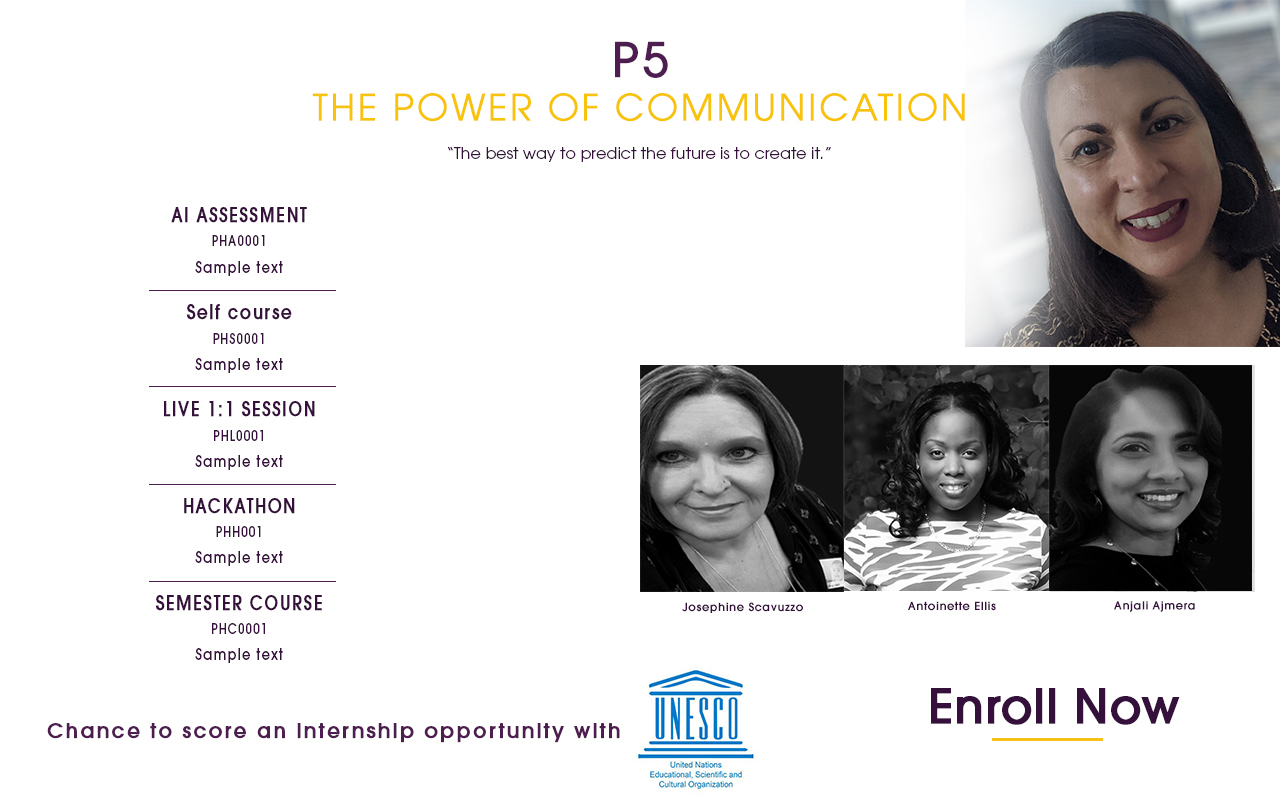 P5
THE POWER OF COMMUNICATION
“The best way to predict the future is to create it.”
AI ASSESSMENT
PHA0001
Sample text
Self course
PHS0001
Sample text
LIVE 1:1 SESSION
PHL0001
Sample text
HACKATHON
PHH001
Sample text
SEMESTER COURSE
PHC0001
Sample text
Josephine Scavuzzo
Antoinette Ellis
Anjali Ajmera
Chance to score an internship opportunity with
UNESCO
United Nations
Educational, Scientific and
Cultural Organization
Enroll Now